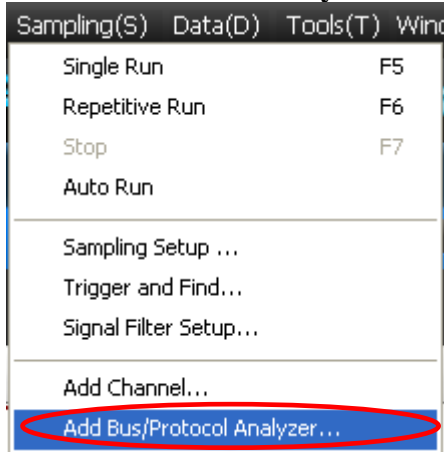 Sampling(S) Data(D) Tools(T) Wind
Single Run F5
Repetitive Run F6
Stop F7
Auto Run
Sampling Setup ...
Trigger and Find...
Signal Filter Setup...
Add Channel...
Add Bus/Protocol Analyzer...